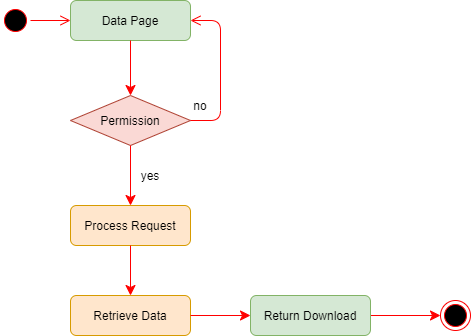 Data Page
no
Permission
yes
Process Request
Retrieve Data
Return Download